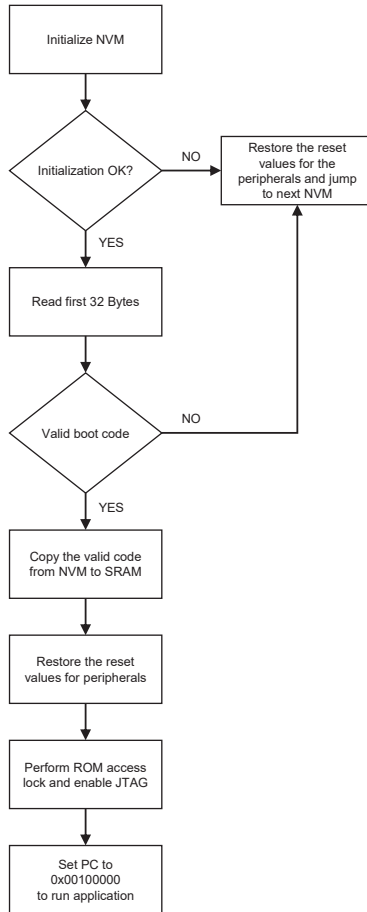 Initialize NVM
Initialization OK?
NO
Restore the reset
values for the
peripherals and jump
to next NVM
YES
Read first 32 Bytes
Valid boot code
NO
YES
Copy the valid code
from NVM to SRAM
Restore the reset
values for peripherals
Perform ROM access
lock and enable JTAG
Set PC to
0x00100000
to run application